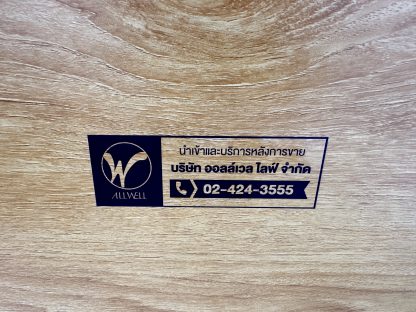 นำเข้าและบริการหลังการขาย
บริษัท ออลล์เวล ไลฟ์ จำกัด
02-424-3555
W
ALLWELL